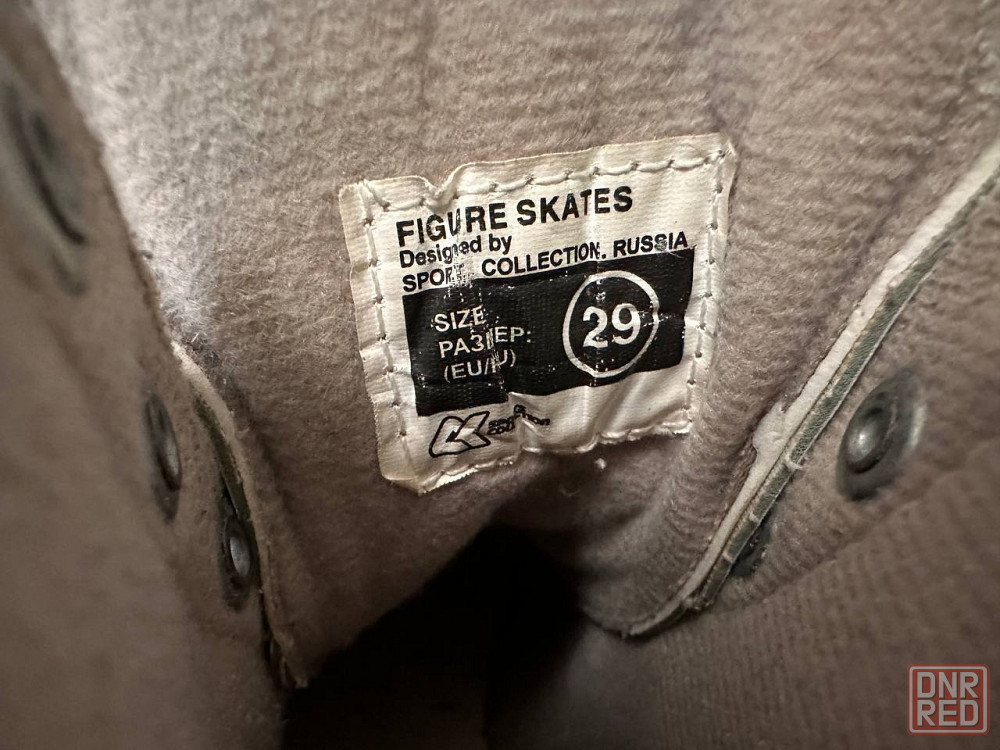 FIGURE SKATES
Designed by
SPORT COLLECTION. RUSSIA
SIZE
РАЗМЕР:
(EU/RU)
29
DNR
RED